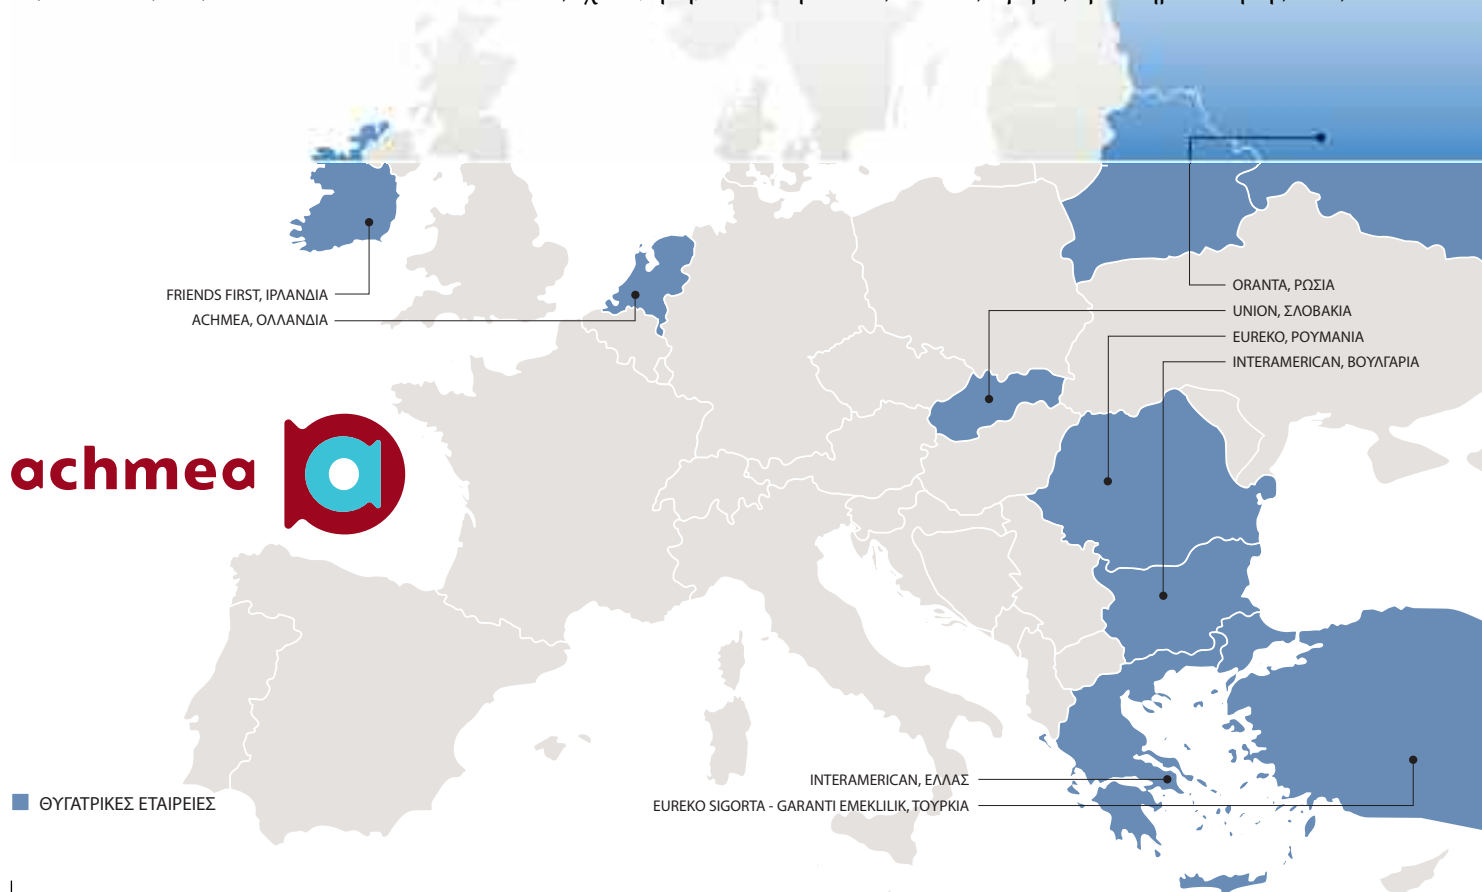 FRIENDS FIRST, ΙΡΛΑΝΔΙΑ
ACHMEA, ΟΛΛΑΝΔΙΑ
ORANTA, ΡΩΣΙΑ
UNION, ΣΛΟΒΑΚΙΑ
EUREKO, ΡΟΥΜΑΝΙΑ
INTERAMERICAN, ΒΟΥΛΓΑΡΙΑ
achmea
INTERAMERICAN, ΕΛΛΑΣ
EUREKO SIGORTA - GARANTI EMEKLILIK, ΤΟΥΡΚΙΑ
ΘΥΓΑΤΡΙΚΕΣ ΕΤΑΙΡΕΙΕΣ